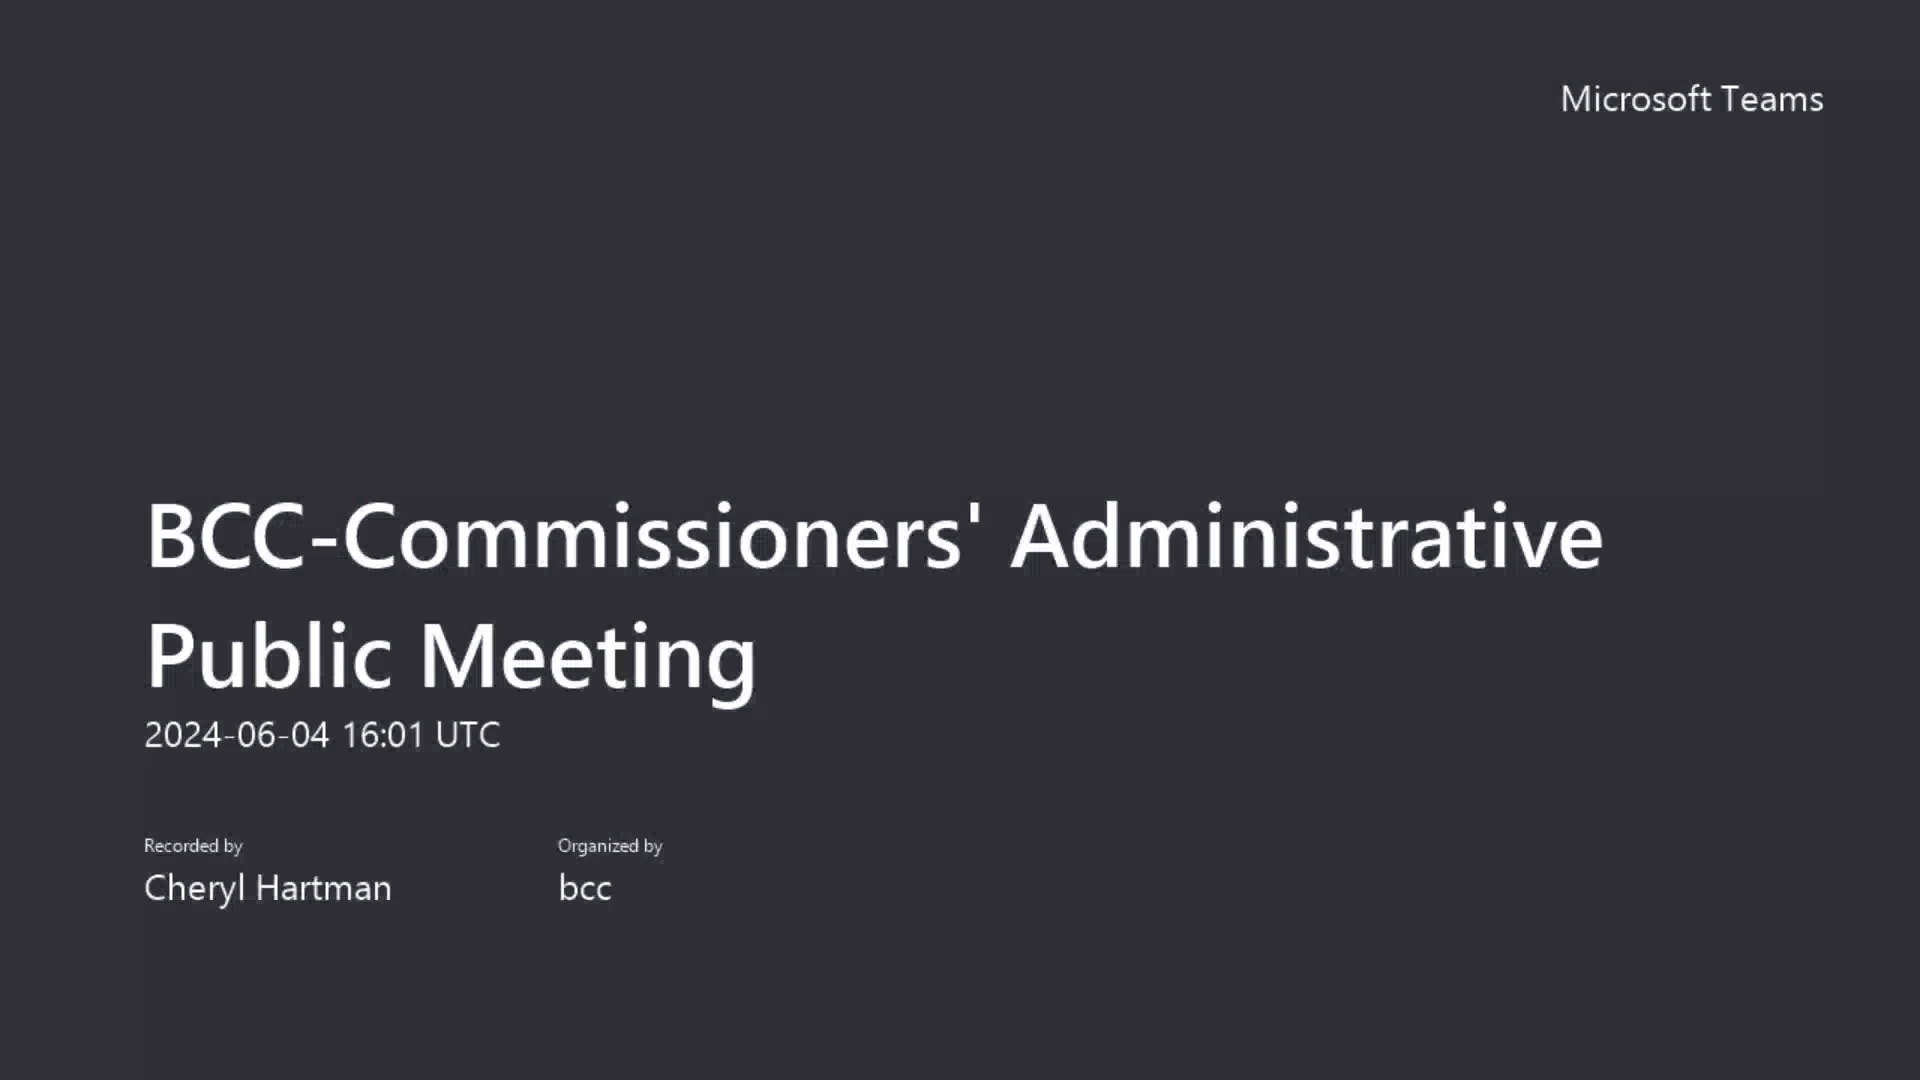 Microsoft Teams
BCC-Commissioners' Administrative
Public Meeting
2024-06-04 16:01 UTC
Recorded by
Cheryl Hartman
Organized by
bcc